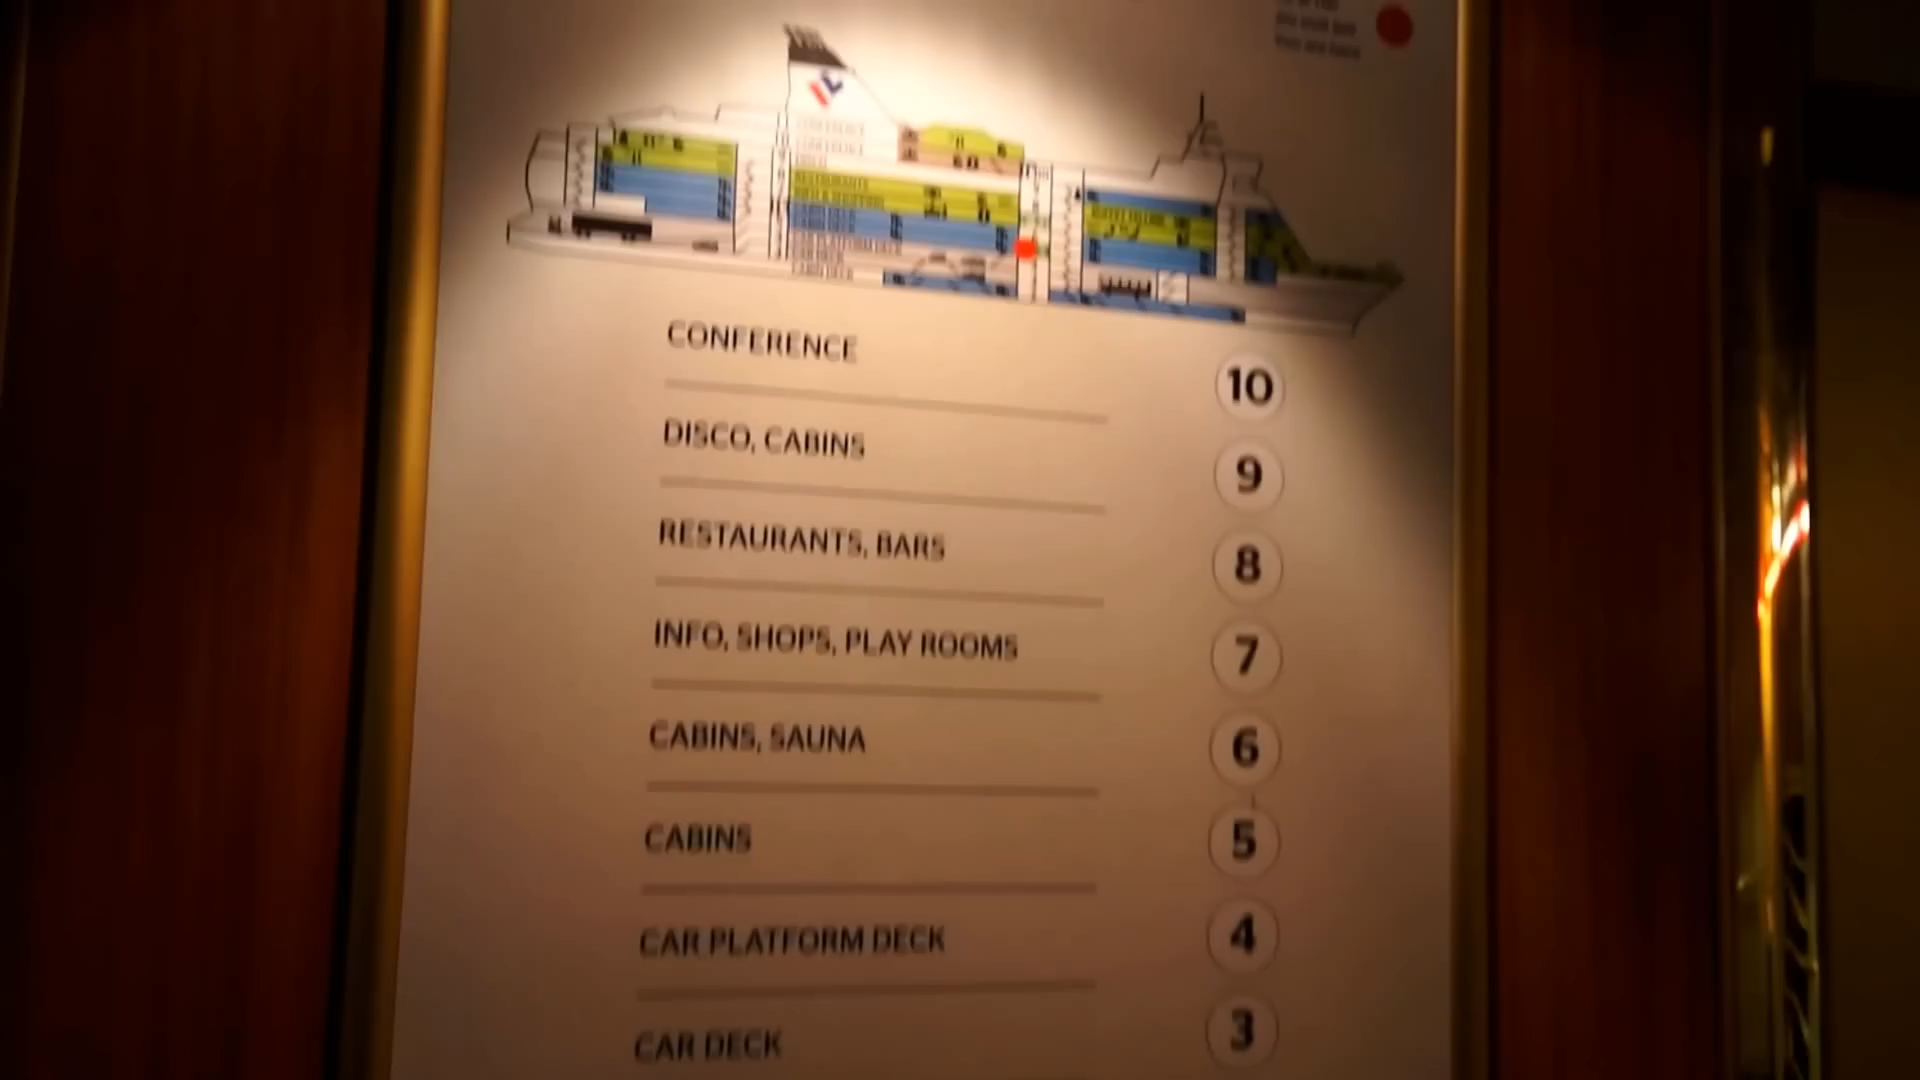 CONFERENCE
10
DISCO, CABINS
9
RESTAURANTS, BARS
8
INFO, SHOPS, PLAY ROOMS
7
CABINS, SAUNA
6
CABINS
5
CAR PLATFORM DECK
4
CAR DECK
3